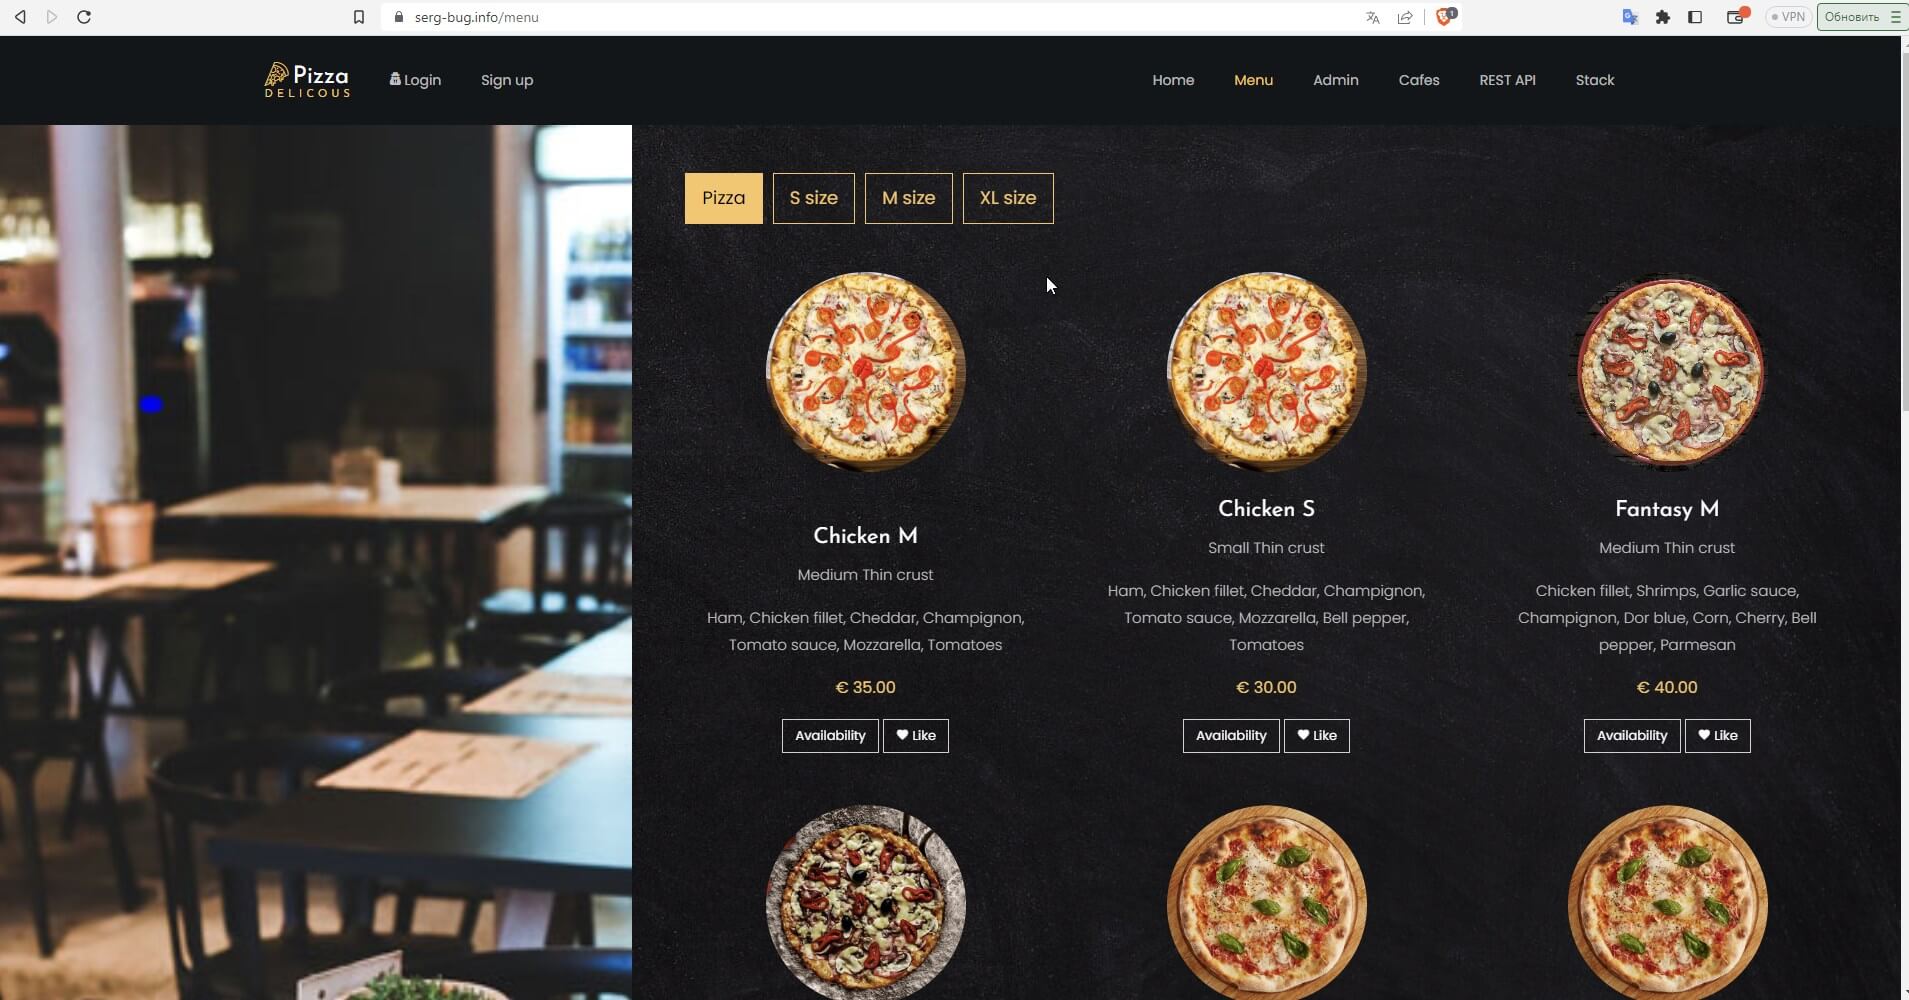 serg-bug.info/menu
1
VPN
Обновить
Pizza
DELICOUS
Login
Sign up
Home
Menu
Admin
Cafes
REST API
Stack
Pizza
S size
M size
XL size
Chicken M
Medium Thin crust
Ham, Chicken fillet, Cheddar, Champignon,
Tomato sauce, Mozzarella, Tomatoes
€ 35.00
Availability
Like
Chicken S
Small Thin crust
Ham, Chicken fillet, Cheddar, Champignon,
Tomato sauce, Mozzarella, Bell pepper,
Tomatoes
€ 30.00
Availability
Like
Fantasy M
Medium Thin crust
Chicken fillet, Shrimps, Garlic sauce,
Champignon, Dor blue, Corn, Cherry, Bell
pepper, Parmesan
€ 40.00
Availability
Like